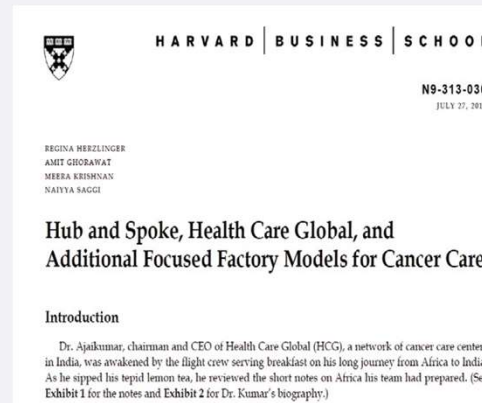 HARVARD | BUSINESS | SCHOO
N9-313-030
JULY 27, 201
REGINA HERZLINGER
AMIT GHORAWAT
MEERA KRISHNAN
NAIYYA SAGGI
Hub and Spoke, Health Care Global, and
Additional Focused Factory Models for Cancer Care
Introduction
Dr. Ajaikumar, chairman and CEO of Health Care Global (HCG), a network of cancer care center
in India, was awakened by the flight crew serving breakfast on his long journey from Africa to India
As he sipped his tepid lemon tea, he reviewed the short notes on Africa his team had prepared. (Se
Exhibit 1 for the notes and Exhibit 2 for Dr. Kumar's biography.)